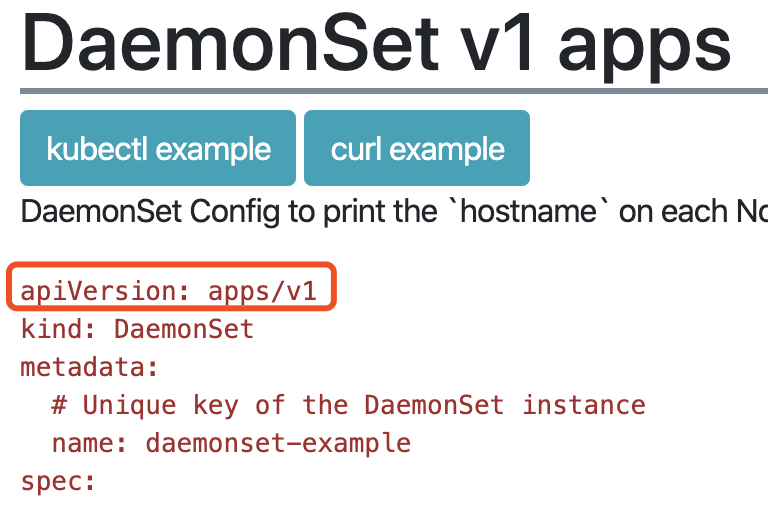 DaemonSet v1 apps
kubectl example
curl example
DaemonSet Config to print the `hostname` on each
apiVersion: apps/v1
kind: DaemonSet
metadata:
  # Unique key of the DaemonSet instance
  name: daemonset-example
spec: